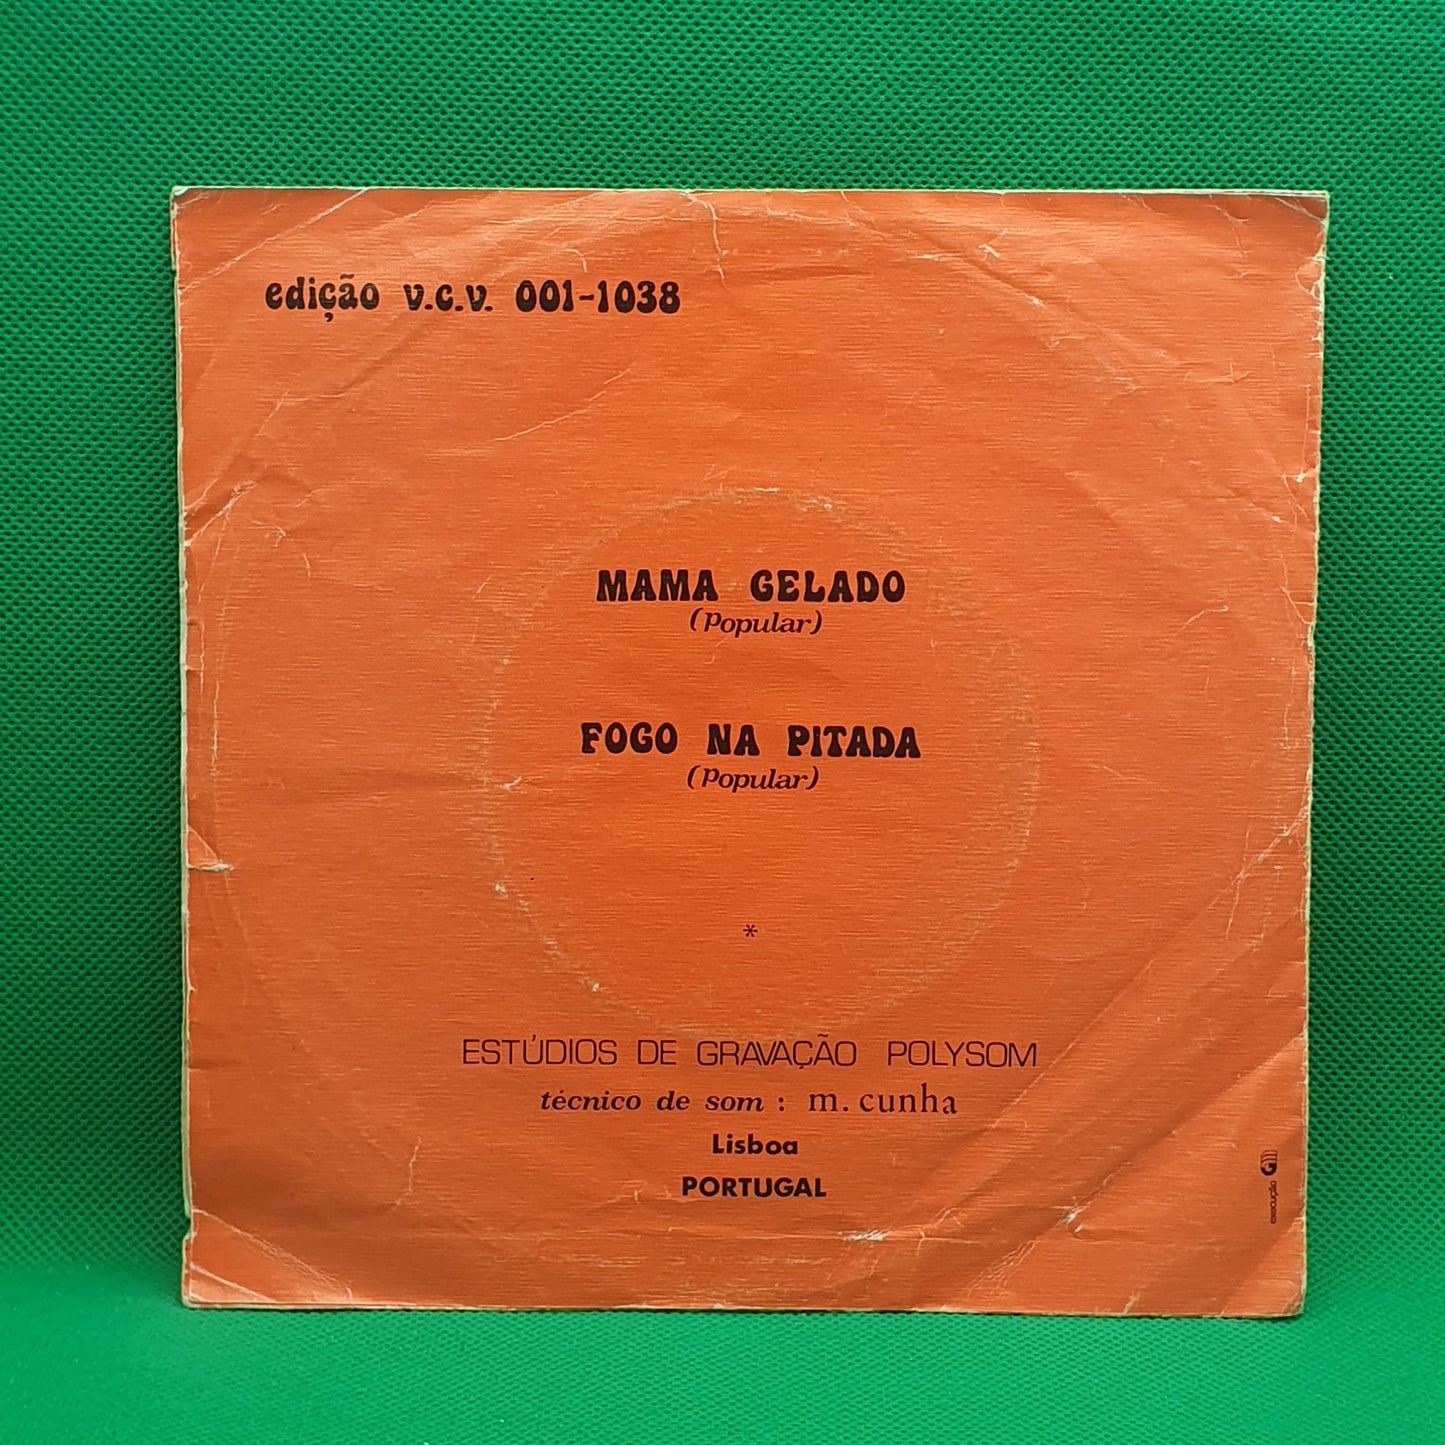 edição v.c.v. 001-1038
MAMA GELADO
(Popular)
FOGO NA PITADA
(Popular)
*
ESTÚDIOS DE GRAVAÇÃO POLYSOM
técnico de som : m. cunha
Lisboa
PORTUGAL
execução G